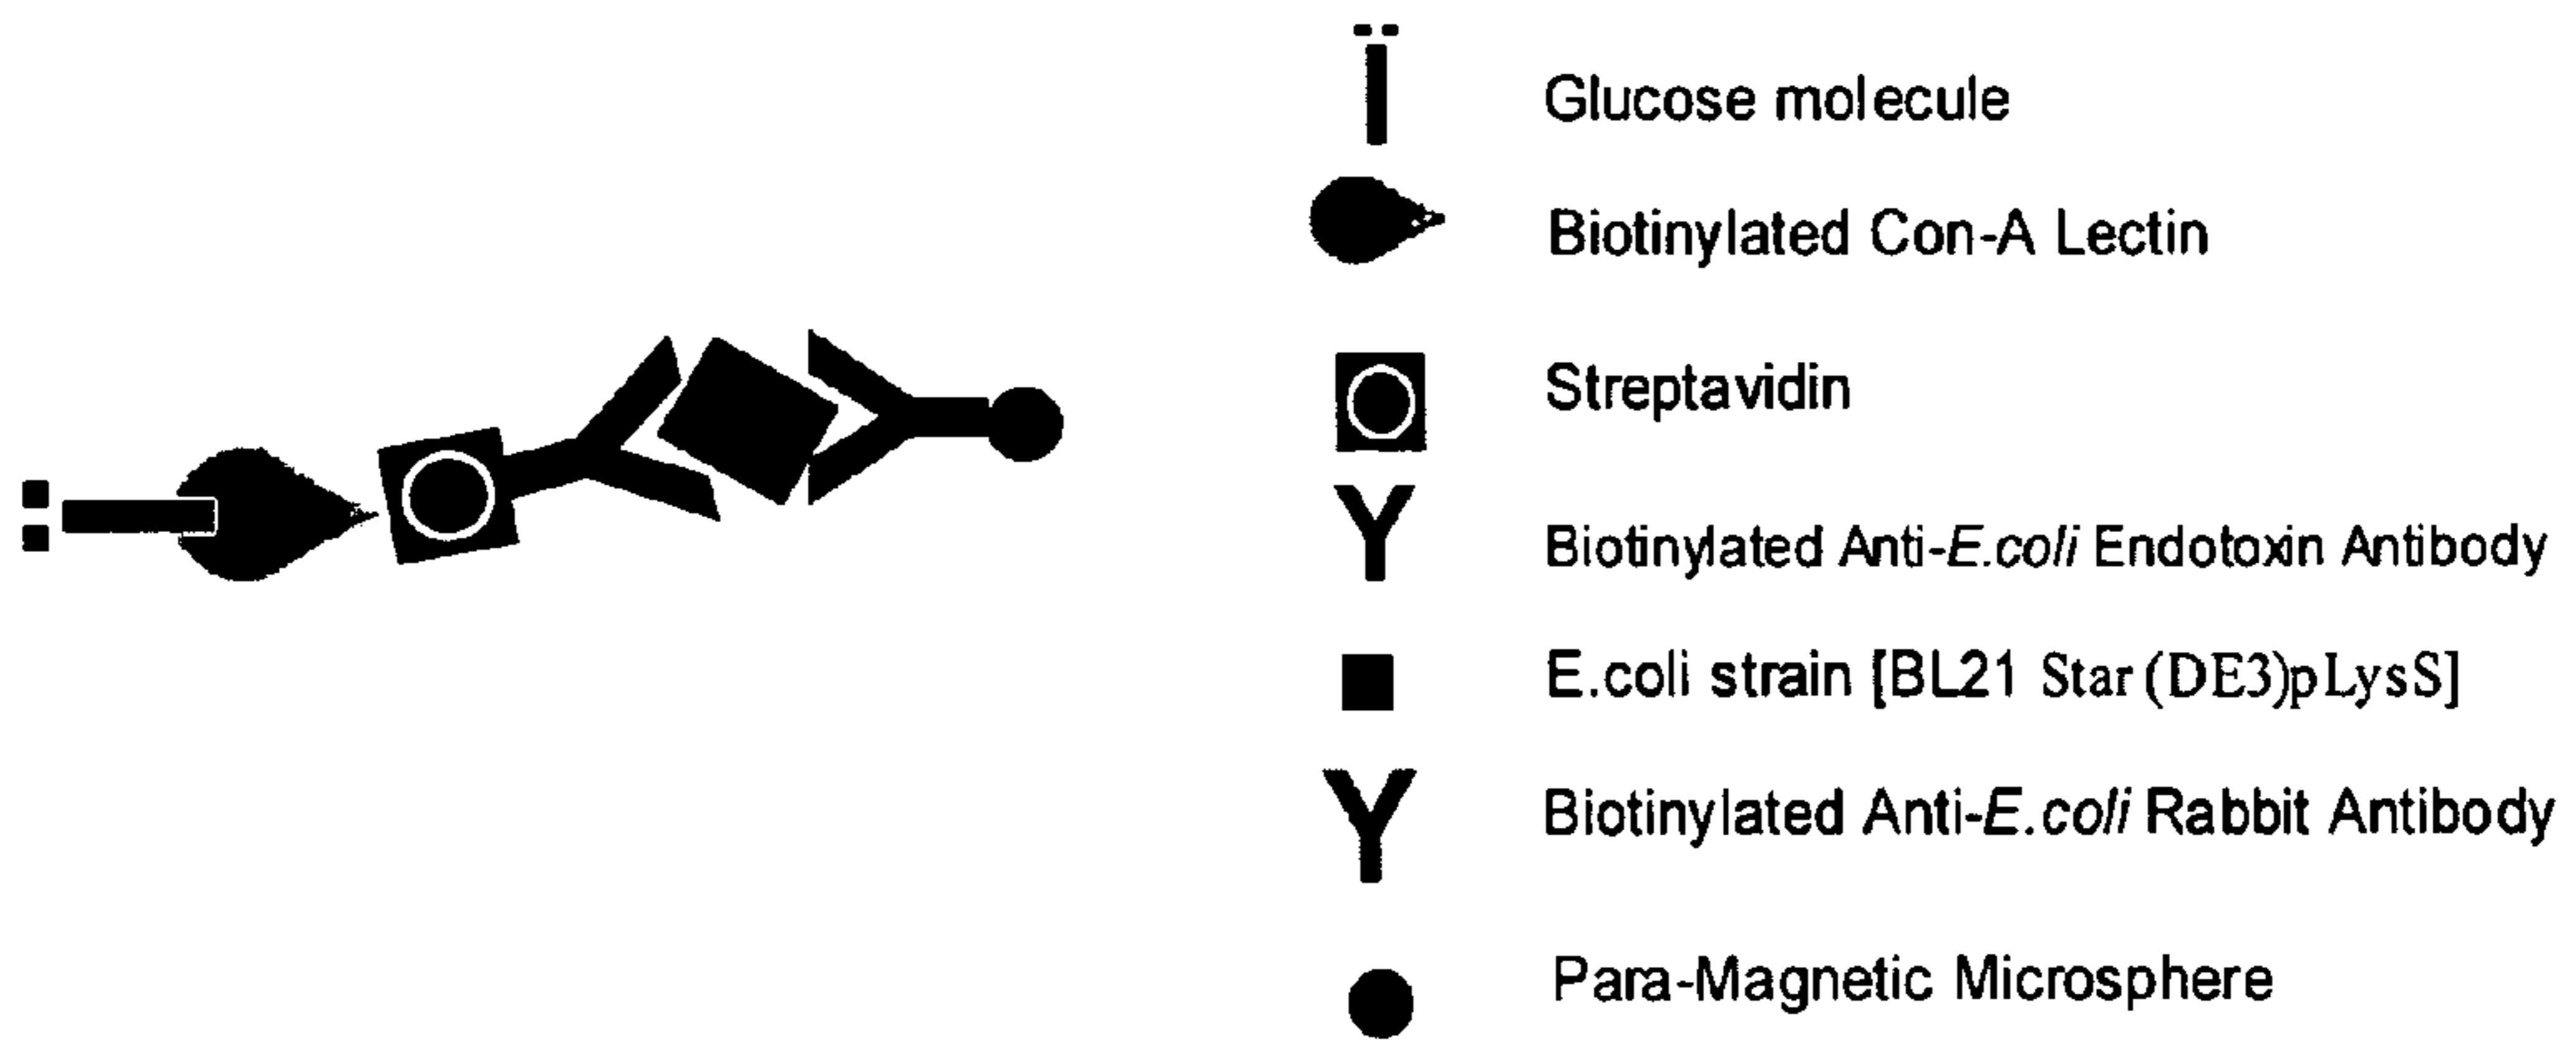 Glucose molecule
Biotinylated Con-A Lectin
Streptavidin
Biotinylated Anti-E.coli Endotoxin Antibody
E.coli strain [BL21 Star (DE3)pLysS]
Biotinylated Anti-E.coli Rabbit Antibody
Para-Magnetic Microsphere